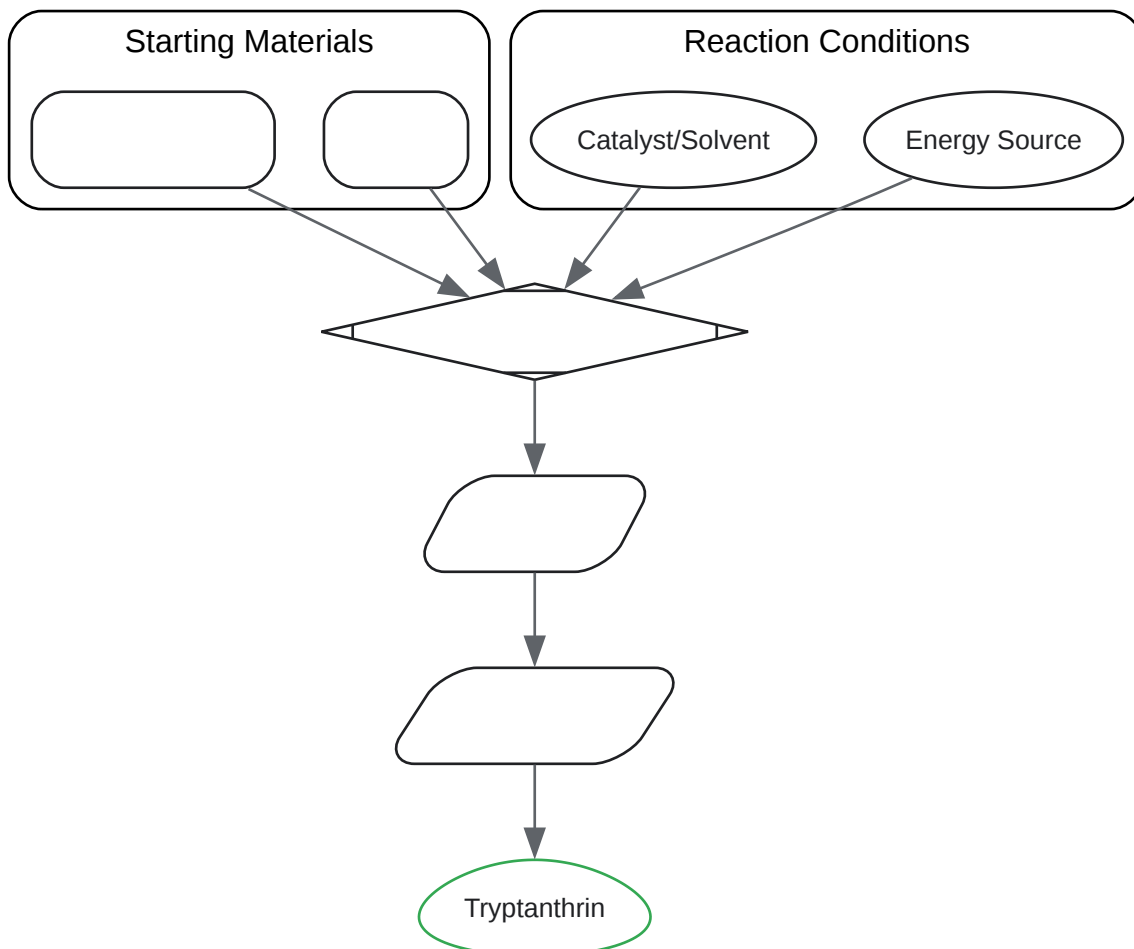 Starting Materials
Reaction Conditions
Catalyst/Solvent
Energy Source
Tryptanthrin